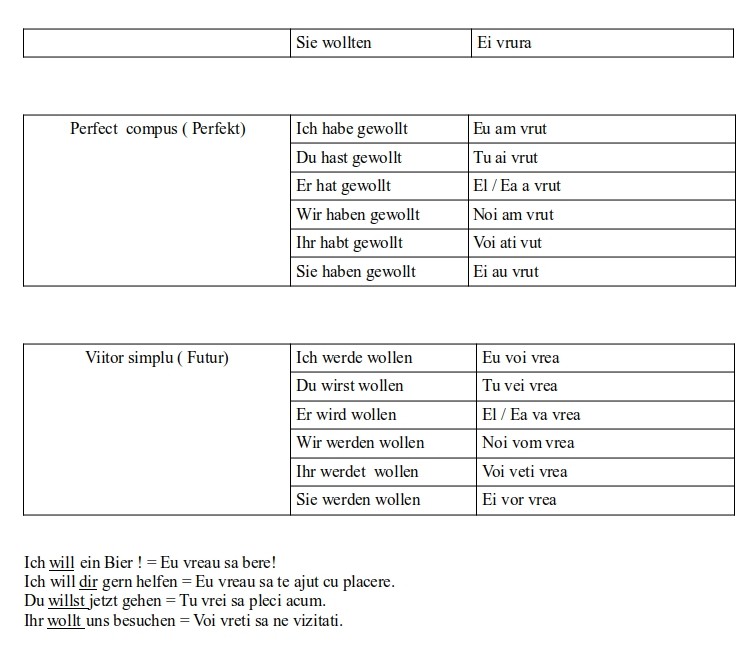 Sie wollten Ei vrura
Perfect compus ( Perfekt) Ich habe gewollt Eu am vrut
Du hast gewollt Tu ai vrut
Er hat gewollt El / Ea a vrut
Wir haben gewollt Noi am vrut
Ihr habt gewollt Voi ati vut
Sie haben gewollt Ei au vrut
Viitor simplu ( Futur) Ich werde wollen Eu voi vrea
Du wirst wollen Tu vei vrea
Er wird wollen El / Ea va vrea
Wir werden wollen Noi vom vrea
Ihr werdet wollen Voi veti vrea
Sie werden wollen Ei vor vrea
Ich will ein Bier ! = Eu vreau sa bere!
Ich will dir gern helfen = Eu vreau sa te ajut cu placere.
Du willst jetzt gehen = Tu vrei sa pleci acum.
Ihr wollt uns besuchen = Voi vreti sa ne vizitati.